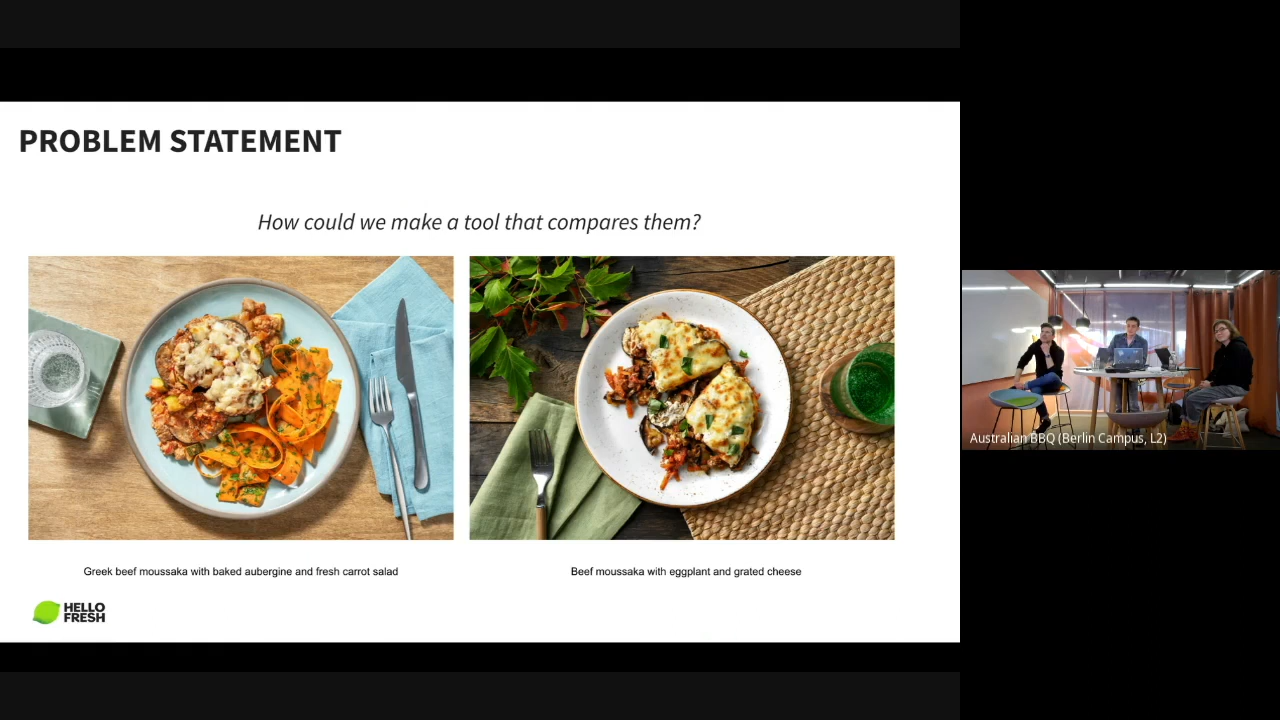 PROBLEM STATEMENT
How could we make a tool that compares them?
Greek beef moussaka with baked aubergine and fresh carrot salad
Beef moussaka with eggplant and grated cheese
HELLO
FRESH
Australian BBQ (Berlin Campus, L2)